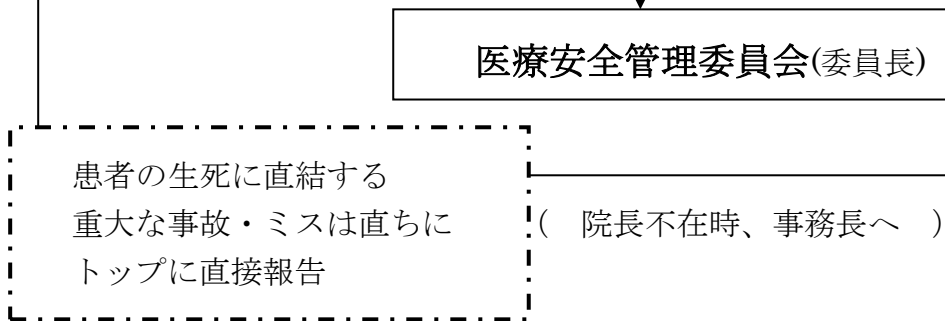 医療安全管理委員会(委員長)
患者の生死に直結する
重大な事故・ミスは直ちに
トップに直接報告
(　院長不在時、事務長へ　)